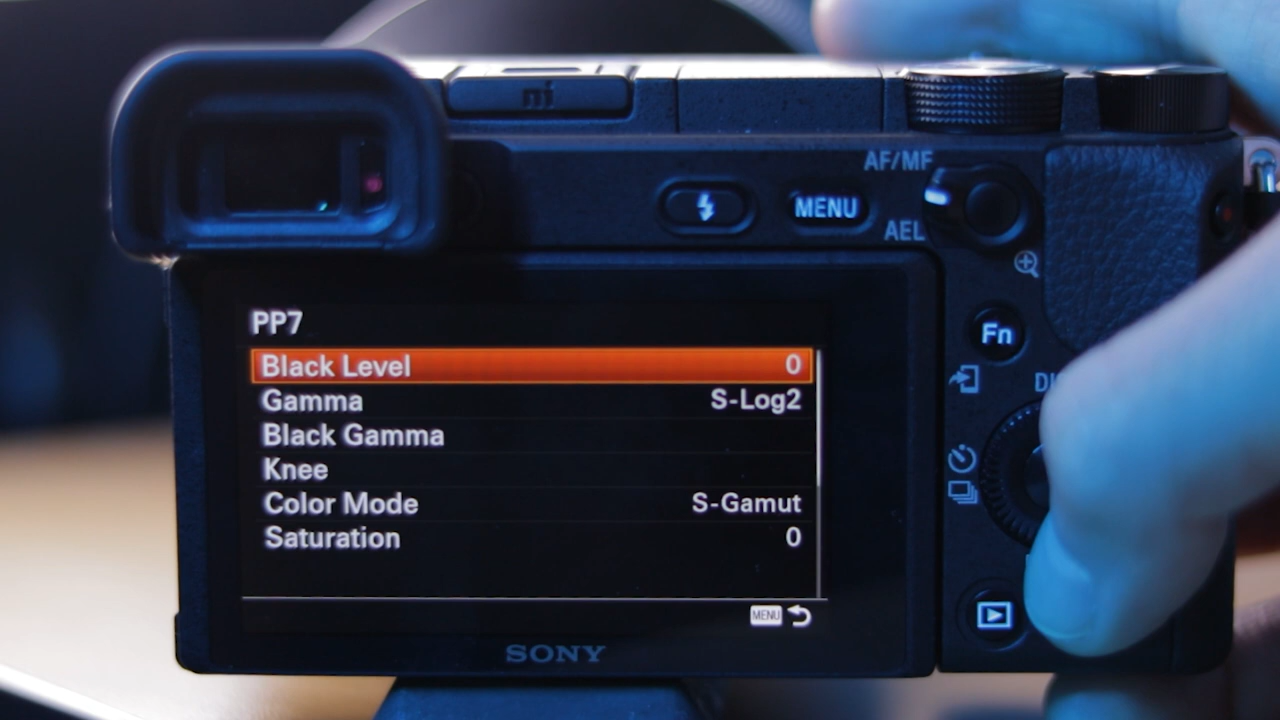 AF/MF
MENU
AEL
PP7
Black Level 0
Gamma S-Log2
Black Gamma
Knee
Color Mode S-Gamut
Saturation 0
MENU
Fn
SONY